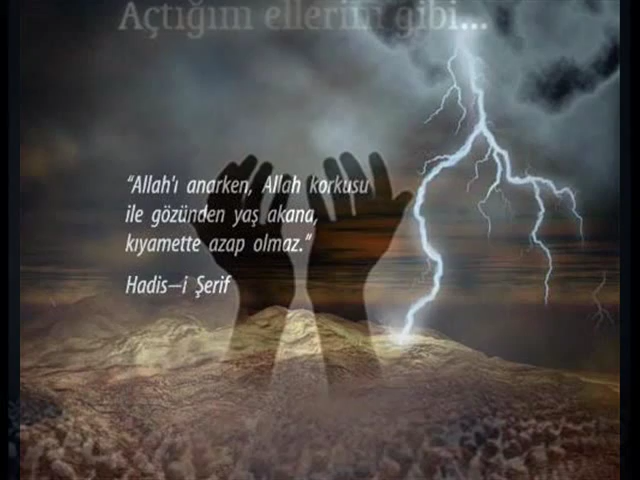 Açtığım ellerim gibi...
“Allah'ı anarken, Allah korkusu
ile gözünden yaş akana,
kıyamette azap olmaz.“
Hadis–i Şerif